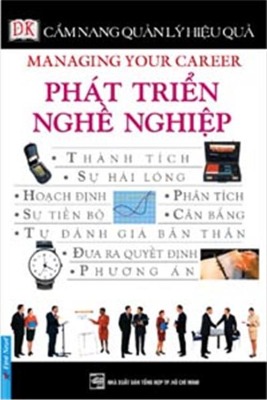 DK CẨM NANG QUẢN LÝ HIỆU QUẢ
MANAGING YOUR CAREER
PHÁT TRIỂN
NGHỀ NGHIỆP
• THÀNH TÍCH
• SỰ HÀI LÒNG
• HOẠCH ĐỊNH • PHÂN TÍCH
• SỰ TIẾN BỘ • CÂN BẰNG
• TỰ ĐÁNH GIÁ BẢN THÂN
• ĐƯA RA QUYẾT ĐỊNH
• PHƯƠNG ÁN
First News
NHÀ XUẤT BẢN TỔNG HỢP TP. HỒ CHÍ MINH